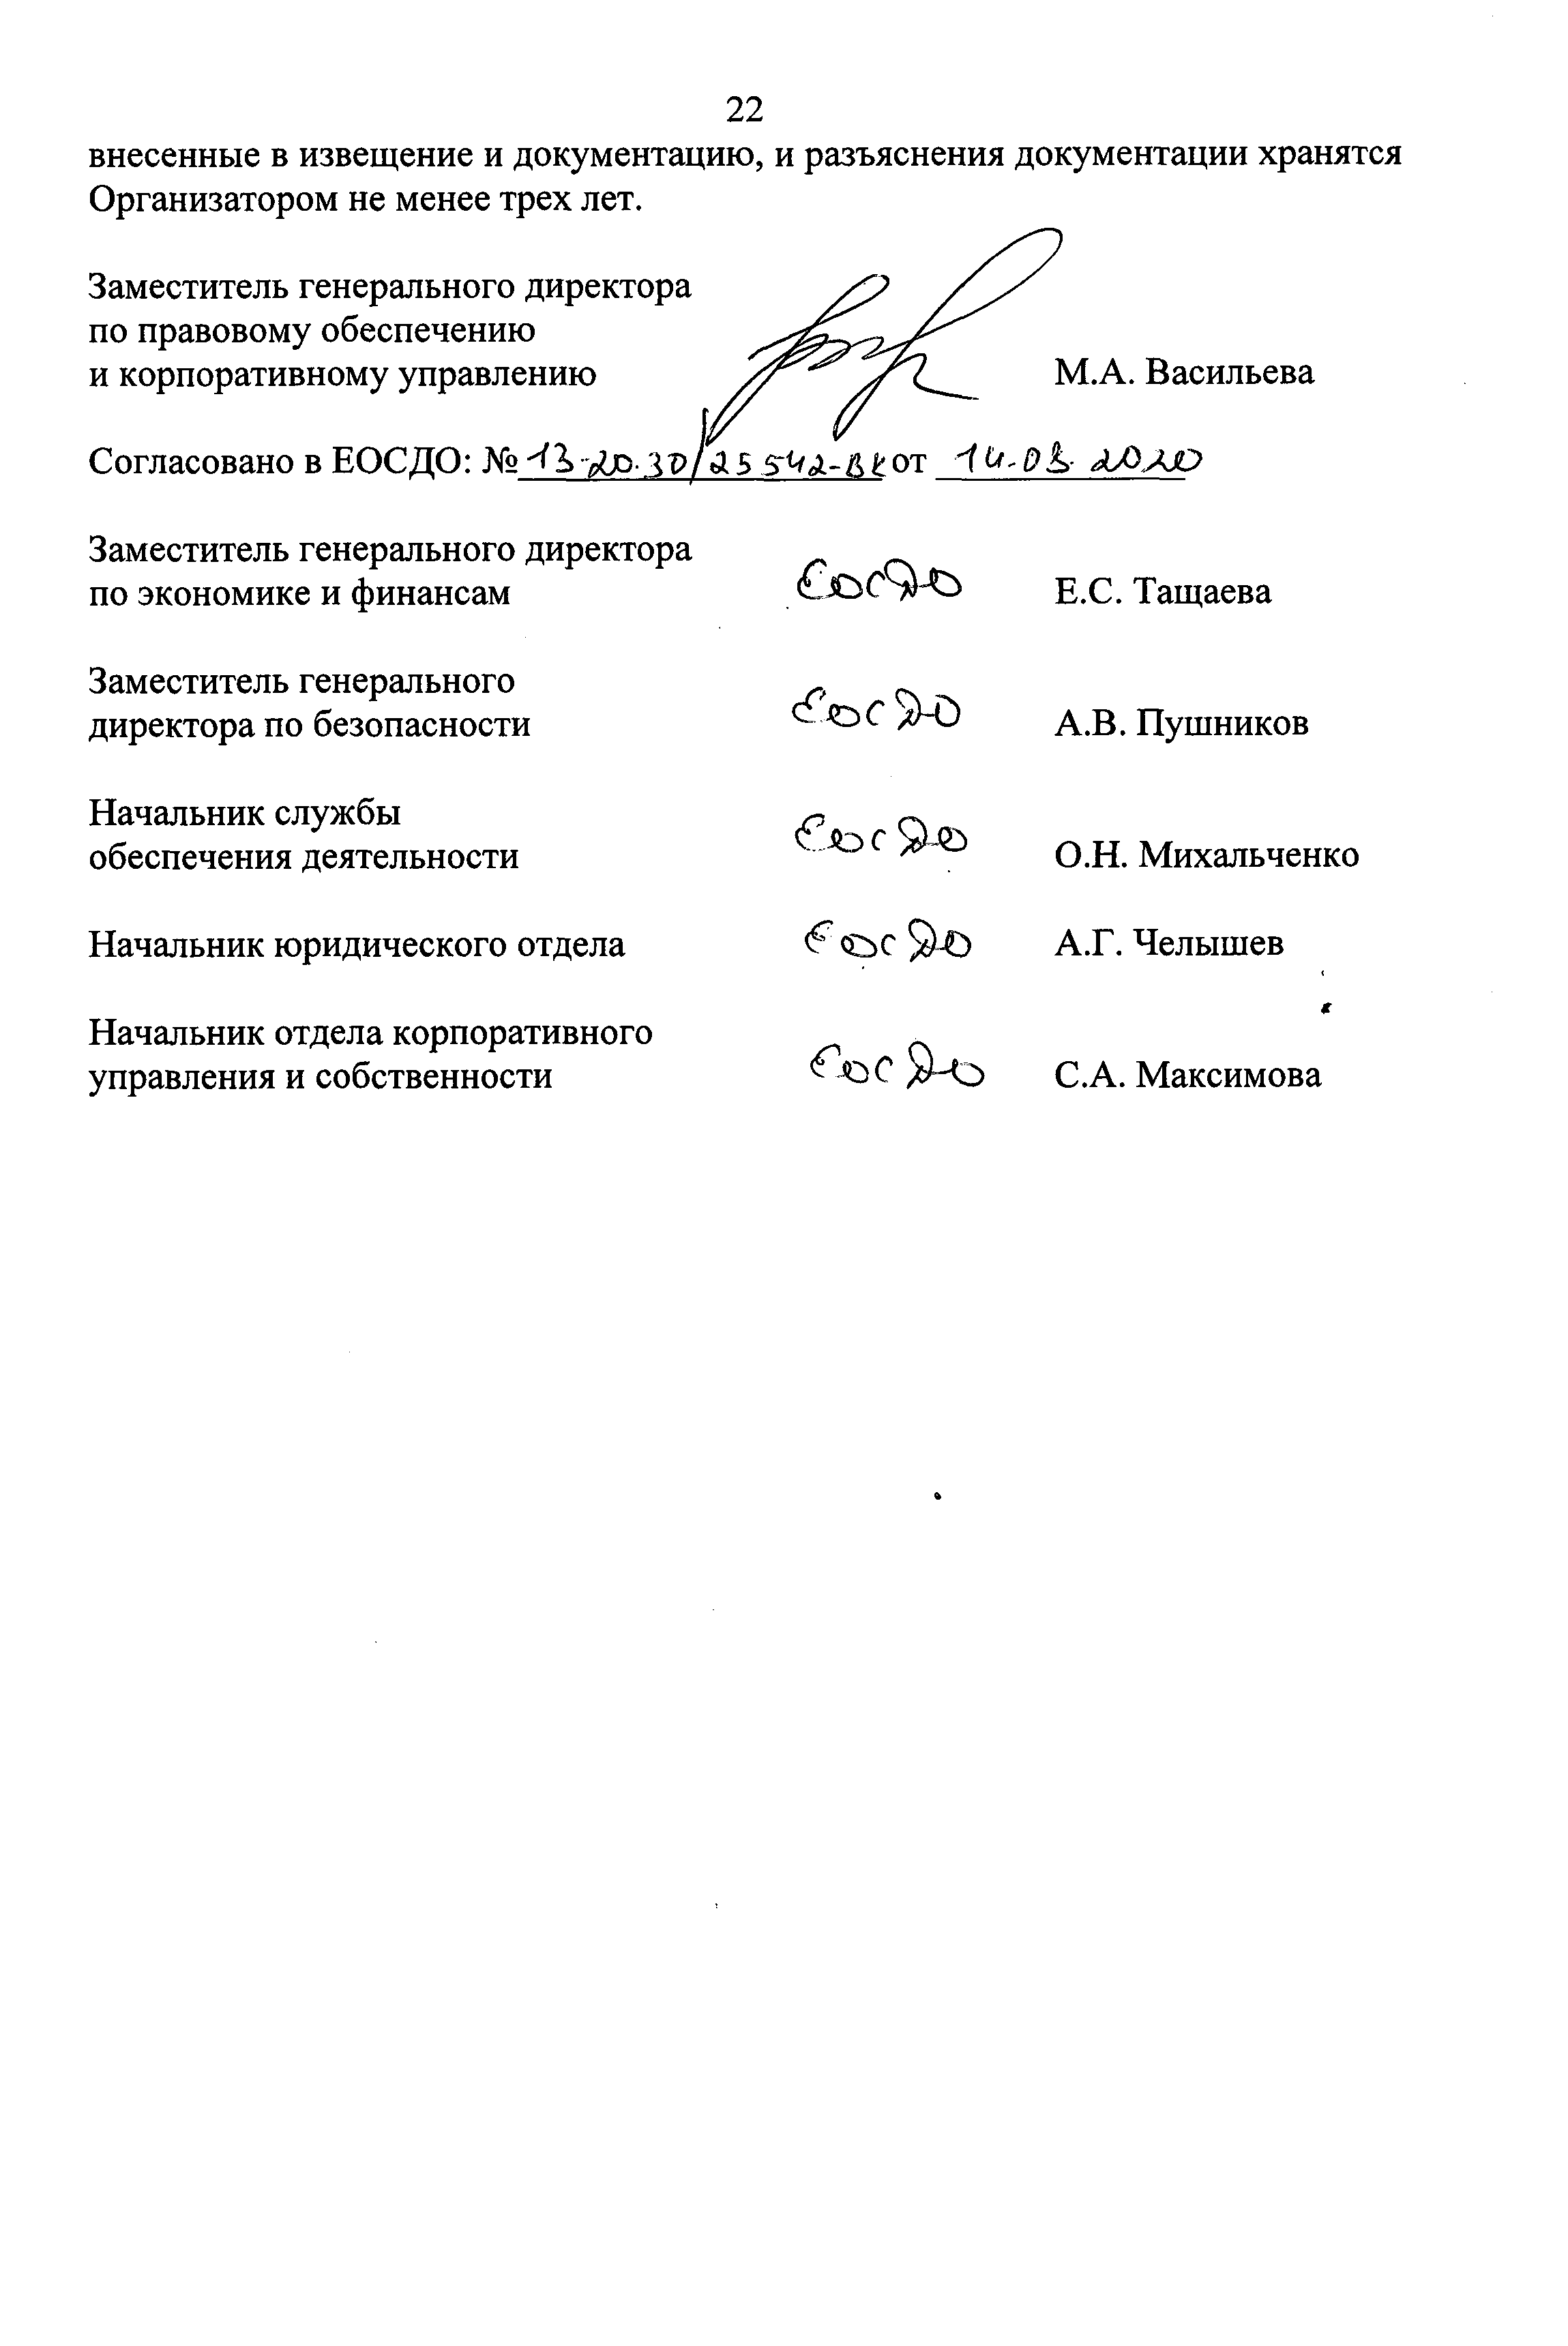 22
внесенные в извещение и документацию, и разъяснения документации хранятся
Организатором не менее трех лет.
Заместитель генерального директора
по правовому обеспечению
и корпоративному управлению М.А. Васильева
Согласовано в ЕОСДО: № 13-20.30/25542-ВК от 14.08.2020
Заместитель генерального директора
по экономике и финансам ЕОСДО Е.С. Тащаева
Заместитель генерального
директора по безопасности ЕОСДО А.В. Пушников
Начальник службы
обеспечения деятельности ЕОСДО О.Н. Михальченко
Начальник юридического отдела ЕОСДО А.Г. Челышев
Начальник отдела корпоративного
управления и собственности ЕОСДО С.А. Максимова